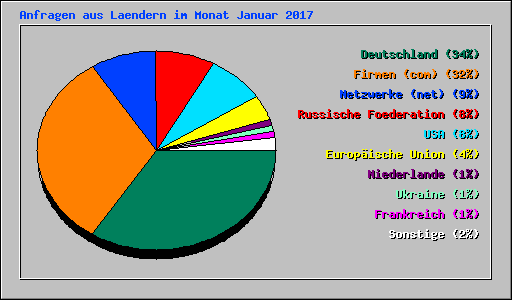 Anfragen aus Laendern im Monat Januar 2017
Deutschland (34%)
Firmen (com) (32%)
Netzwerke (net) (9%)
Russische Foederation (8%)
USA (8%)
Europäische Union (4%)
Niederlande (1%)
Ukraine (1%)
Frankreich (1%)
Sonstige (2%)